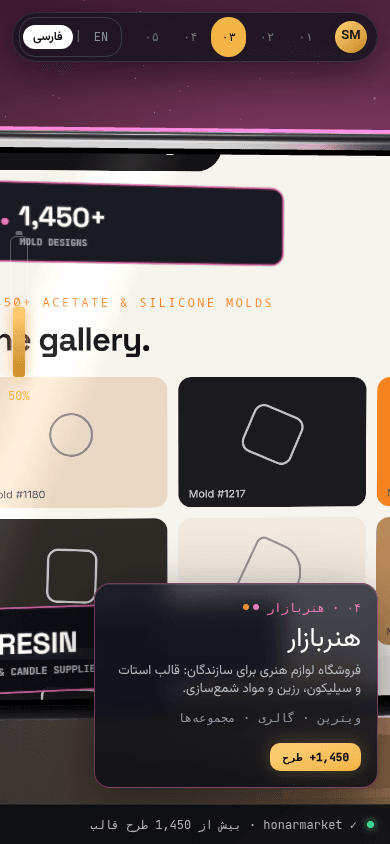 SM
۰۱
۰۲
۰۳
۰۴
۰۵
EN | فارسی
1,450+
MOLD DESIGNS
50+ ACETATE & SILICONE MOLDS
gallery.
50%
Mold #1180
Mold #1217
RESIN
& CANDLE SUPPLIE
۰۴ · هنربازار
هنربازار
فروشگاه لوازم هنری برای سازندگان: قالب استات
و سیلیکون، رزین و مواد شمع‌سازی.
ویترین · گالری · مجموعه‌ها
1,450+ طرح
✓ honarmarket · بیش از 1,450 طرح قالب